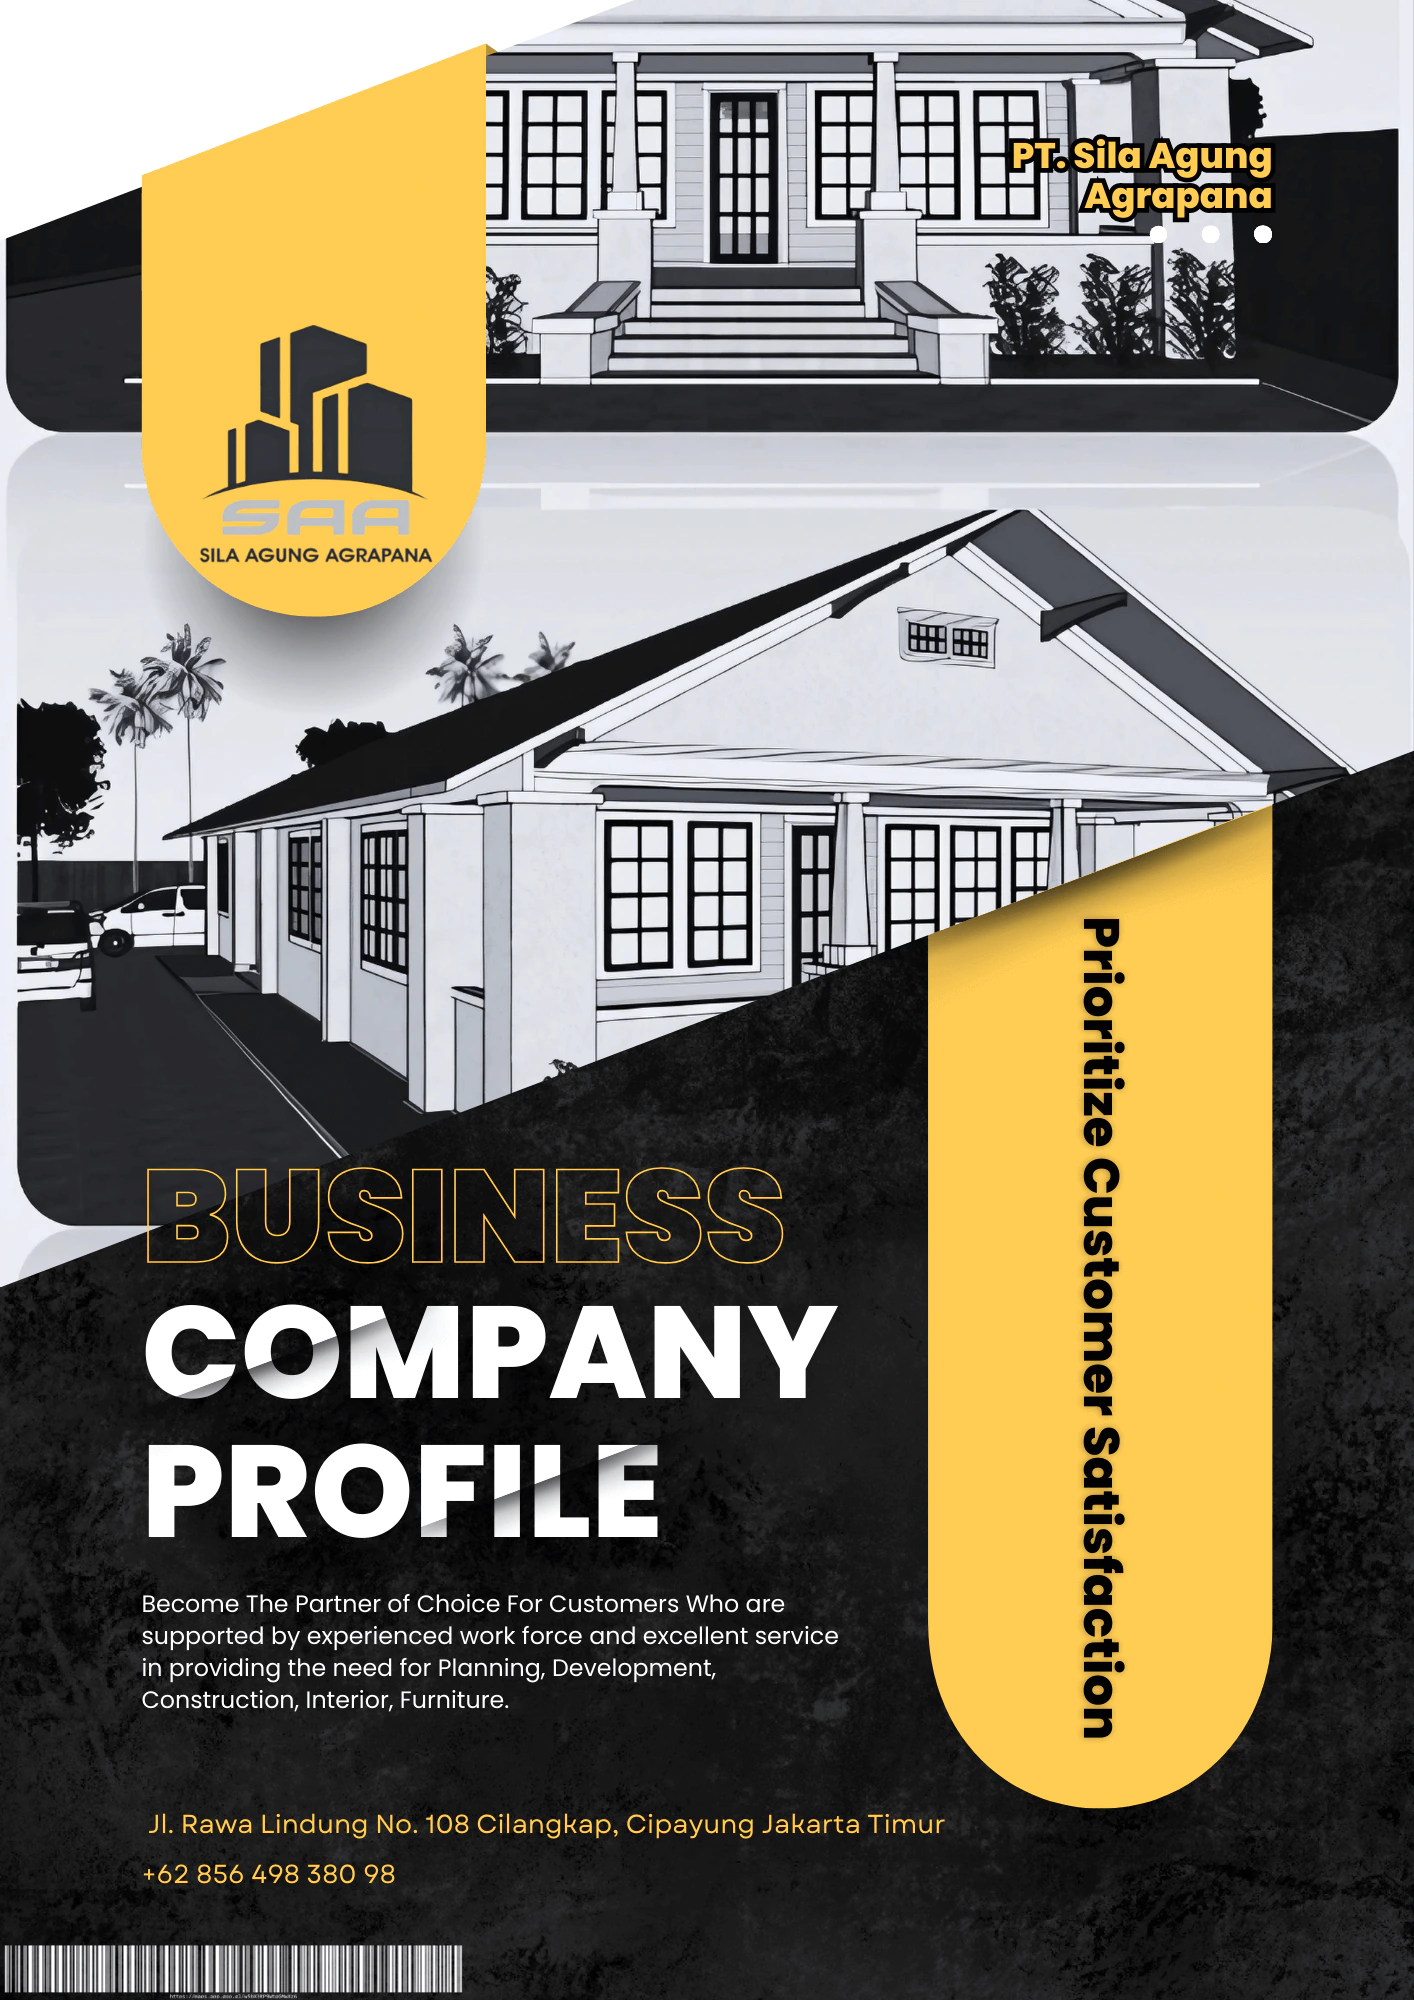 PT. Sila Agung
Agrapana
SAA
SILA AGUNG AGRAPANA
Prioritize Customer Satisfaction
BUSINESS
COMPANY
PROFILE
Become The Partner of Choice For Customers Who are
supported by experienced work force and excellent service
in providing the need for Planning, Development,
Construction, Interior, Furniture.
Jl. Rawa Lindung No. 108 Cilangkap, Cipayung Jakarta Timur
+62 856 498 380 98